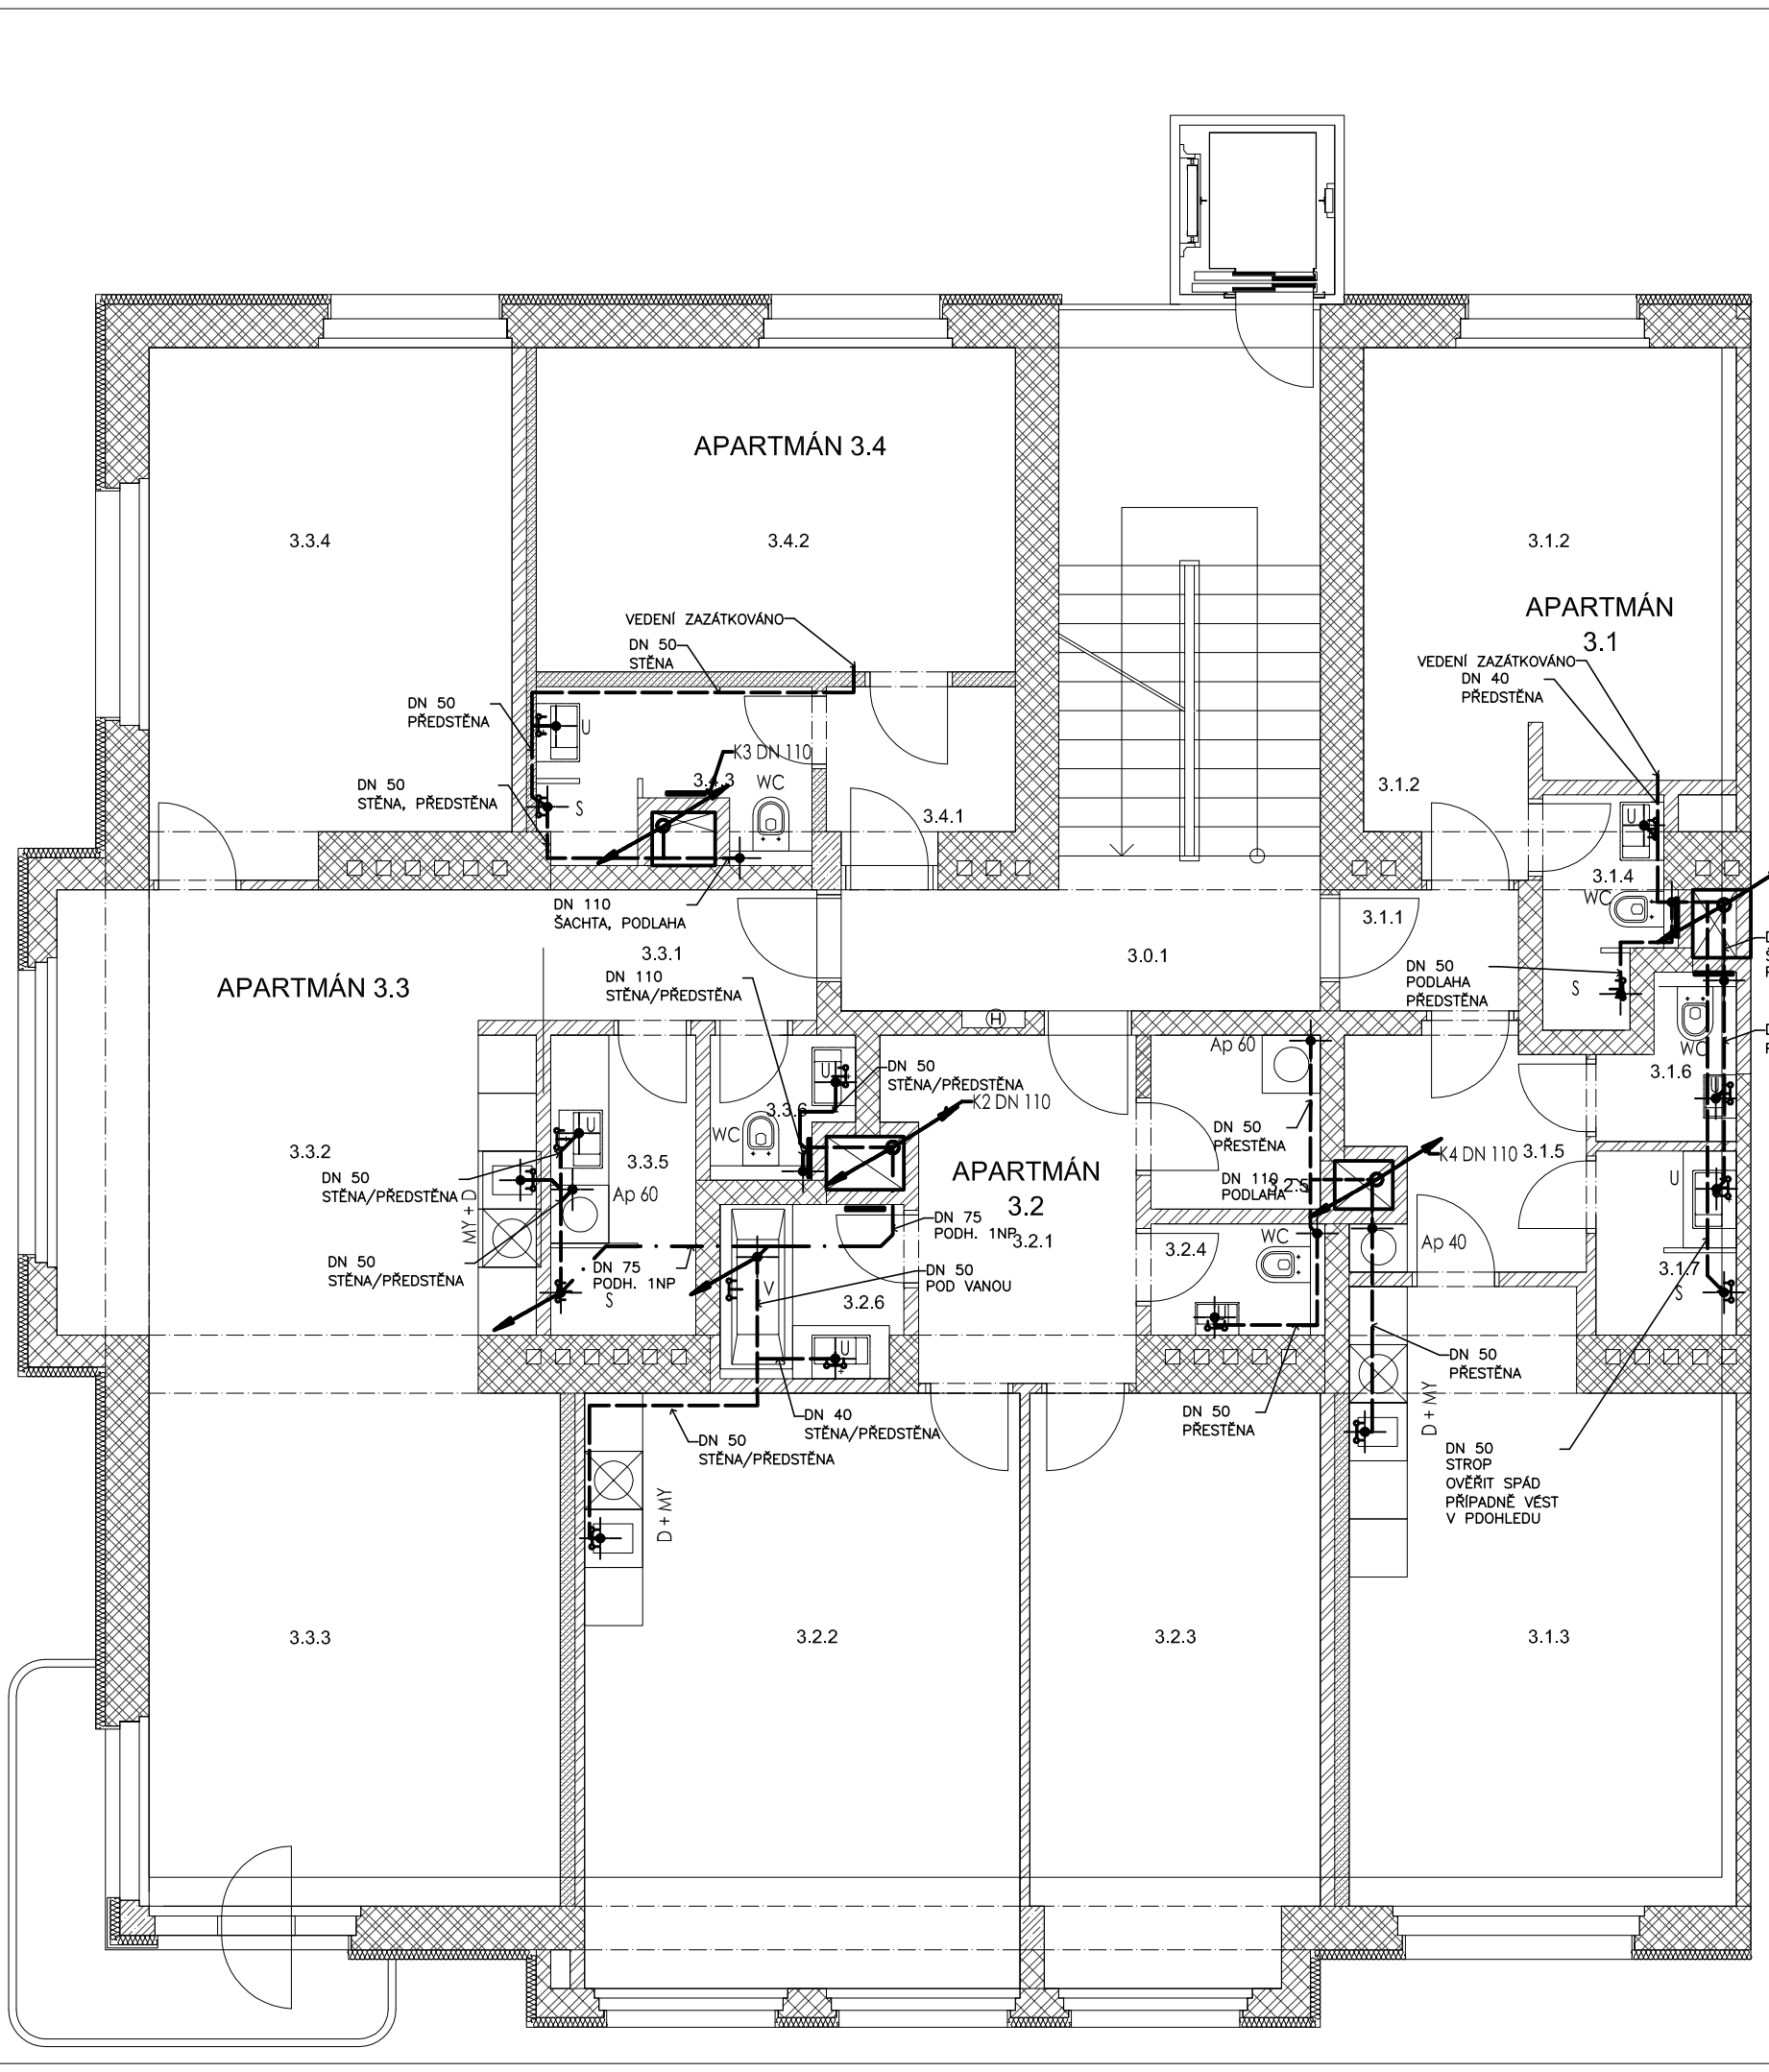 APARTMÁN 3.4
3.3.4
3.4.2
3.1.2
APARTMÁN
3.1
VEDENÍ ZAZÁTKOVÁNO
DN 50
STĚNA
VEDENÍ ZAZÁTKOVÁNO
DN 40
PŘEDSTĚNA
DN 50
PŘEDSTĚNA
U
K3 DN 110
3.4.3
WC
DN 50
STĚNA, PŘEDSTĚNA
S
3.4.1
3.1.2
U
3.1.4
WC
DN 110
ŠACHTA, PODLAHA
3.1.1
3.3.1
3.0.1
APARTMÁN 3.3
DN 110
STĚNA/PŘEDSTĚNA
DN 50
PODLAHA
PŘEDSTĚNA
S
H
Ap 60
WC
3.1.6
U
U
DN 50
STĚNA/PŘEDSTĚNA
K2 DN 110
3.3.6
WC
U
3.3.2
3.3.5
DN 50
PŘESTĚNA
K4 DN 110
3.1.5
APARTMÁN
3.2
DN 50
STĚNA/PŘEDSTĚNA
Ap 60
MY + D
DN 110
PODLAHA
3.2.5
U
DN 75
PODH. 1NP
3.2.1
3.2.4
WC
Ap 40
DN 50
STĚNA/PŘEDSTĚNA
DN 75
PODH. 1NP
S
V
DN 50
POD VANOU
3.1.7
S
3.2.6
U
U
DN 50
PŘESTĚNA
DN 40
STĚNA/PŘEDSTĚNA
DN 50
PŘESTĚNA
D + MY
DN 50
STĚNA/PŘEDSTĚNA
DN 50
STROP
OVĚŘIT SPÁD
PŘÍPADNĚ VÉST
V PDOHLEDU
D + MY
3.3.3
3.2.2
3.2.3
3.1.3